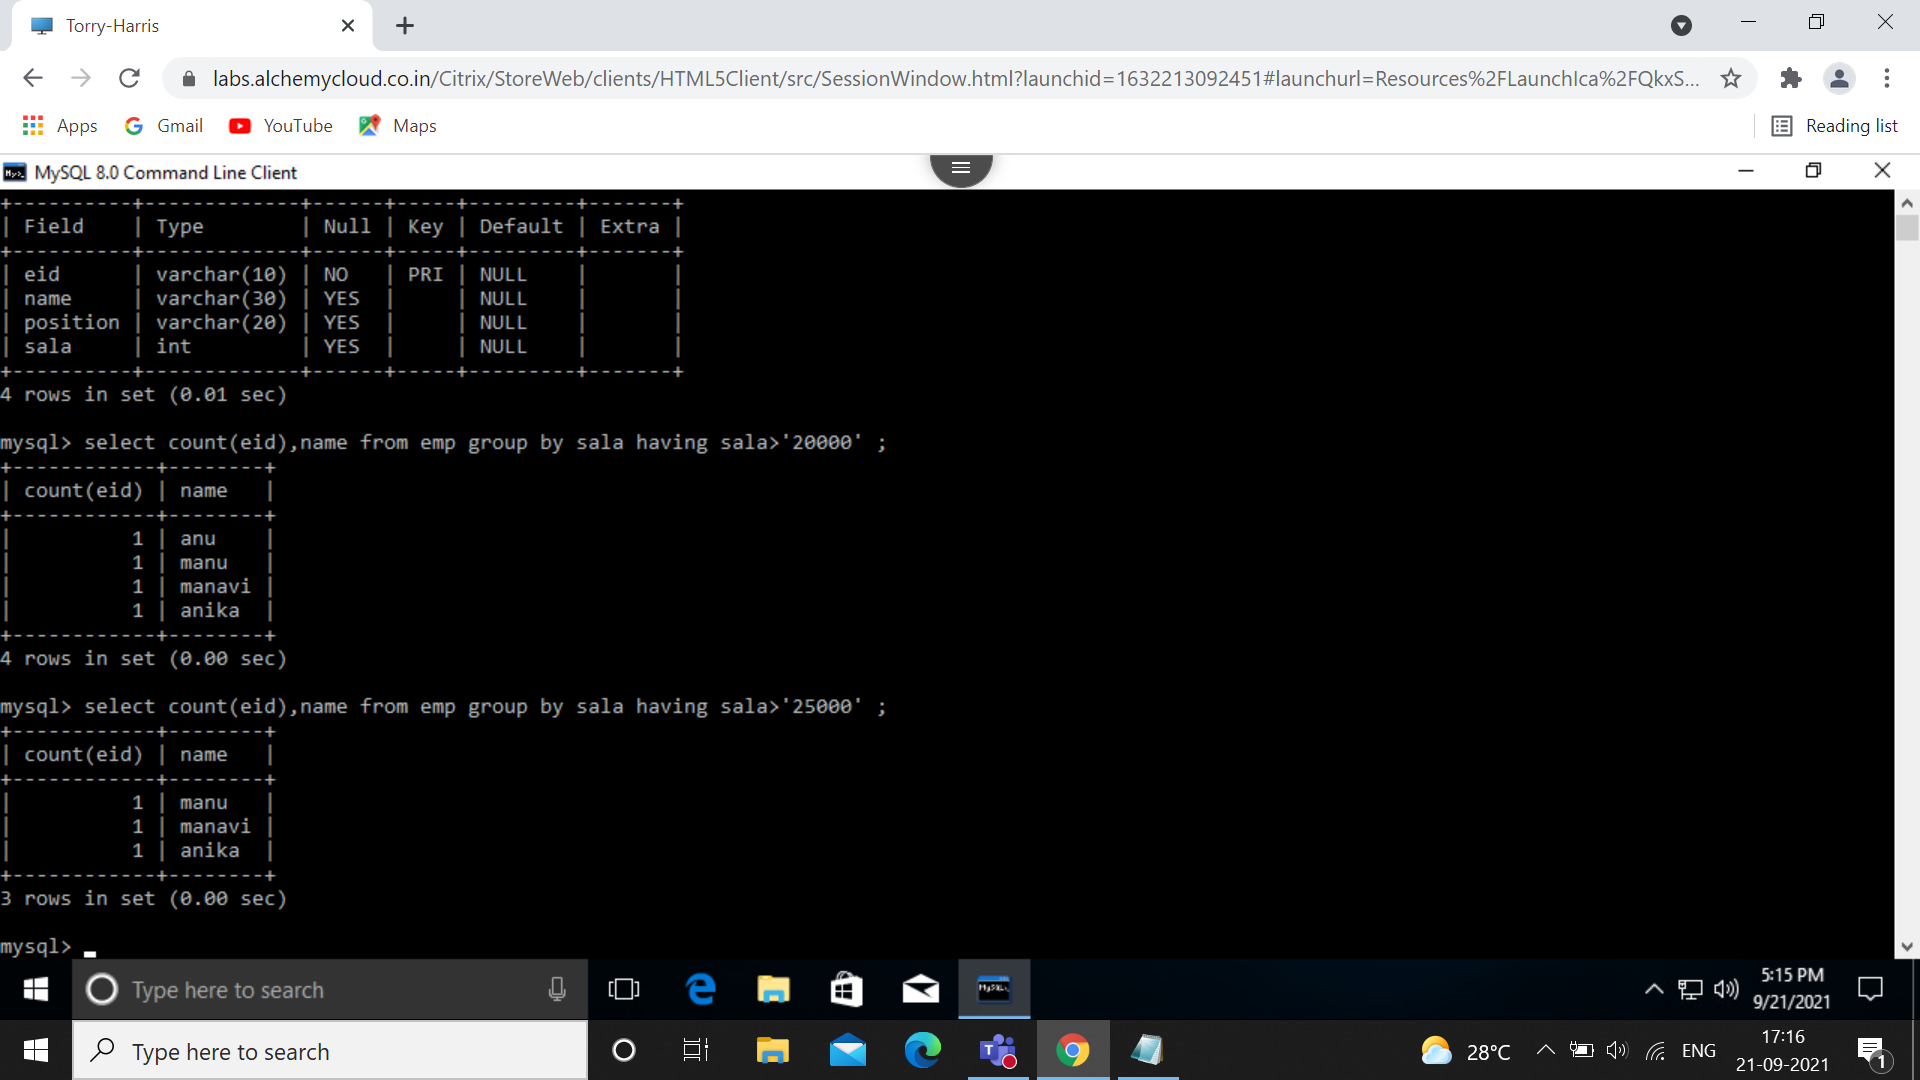 Torry-Harris
labs.alchemycloud.co.in/Citrix/StoreWeb/clients/HTML5Client/src/SessionWindow.html?launchid=1632213092451#launchurl=Resources%2FLaunchIca%2FQkxS...
Apps Gmail YouTube Maps Reading list
MySQL 8.0 Command Line Client
+----------+-------------+------+-----+---------+-------+
| Field    | Type        | Null | Key | Default | Extra |
+----------+-------------+------+-----+---------+-------+
| eid      | varchar(10) | NO   | PRI | NULL    |       |
| name     | varchar(30) | YES  |     | NULL    |       |
| position | varchar(20) | YES  |     | NULL    |       |
| sala     | int         | YES  |     | NULL    |       |
+----------+-------------+------+-----+---------+-------+
4 rows in set (0.01 sec)
mysql> select count(eid),name from emp group by sala having sala>'20000' ;
+------------+--------+
| count(eid) | name   |
+------------+--------+
|          1 | anu    |
|          1 | manu   |
|          1 | manavi |
|          1 | anika  |
+------------+--------+
4 rows in set (0.00 sec)
mysql> select count(eid),name from emp group by sala having sala>'25000' ;
+------------+--------+
| count(eid) | name   |
+------------+--------+
|          1 | manu   |
|          1 | manavi |
|          1 | anika  |
+------------+--------+
3 rows in set (0.00 sec)
mysql> _
Type here to search
5:15 PM
9/21/2021
Type here to search
28°C
ENG
17:16
21-09-2021
1